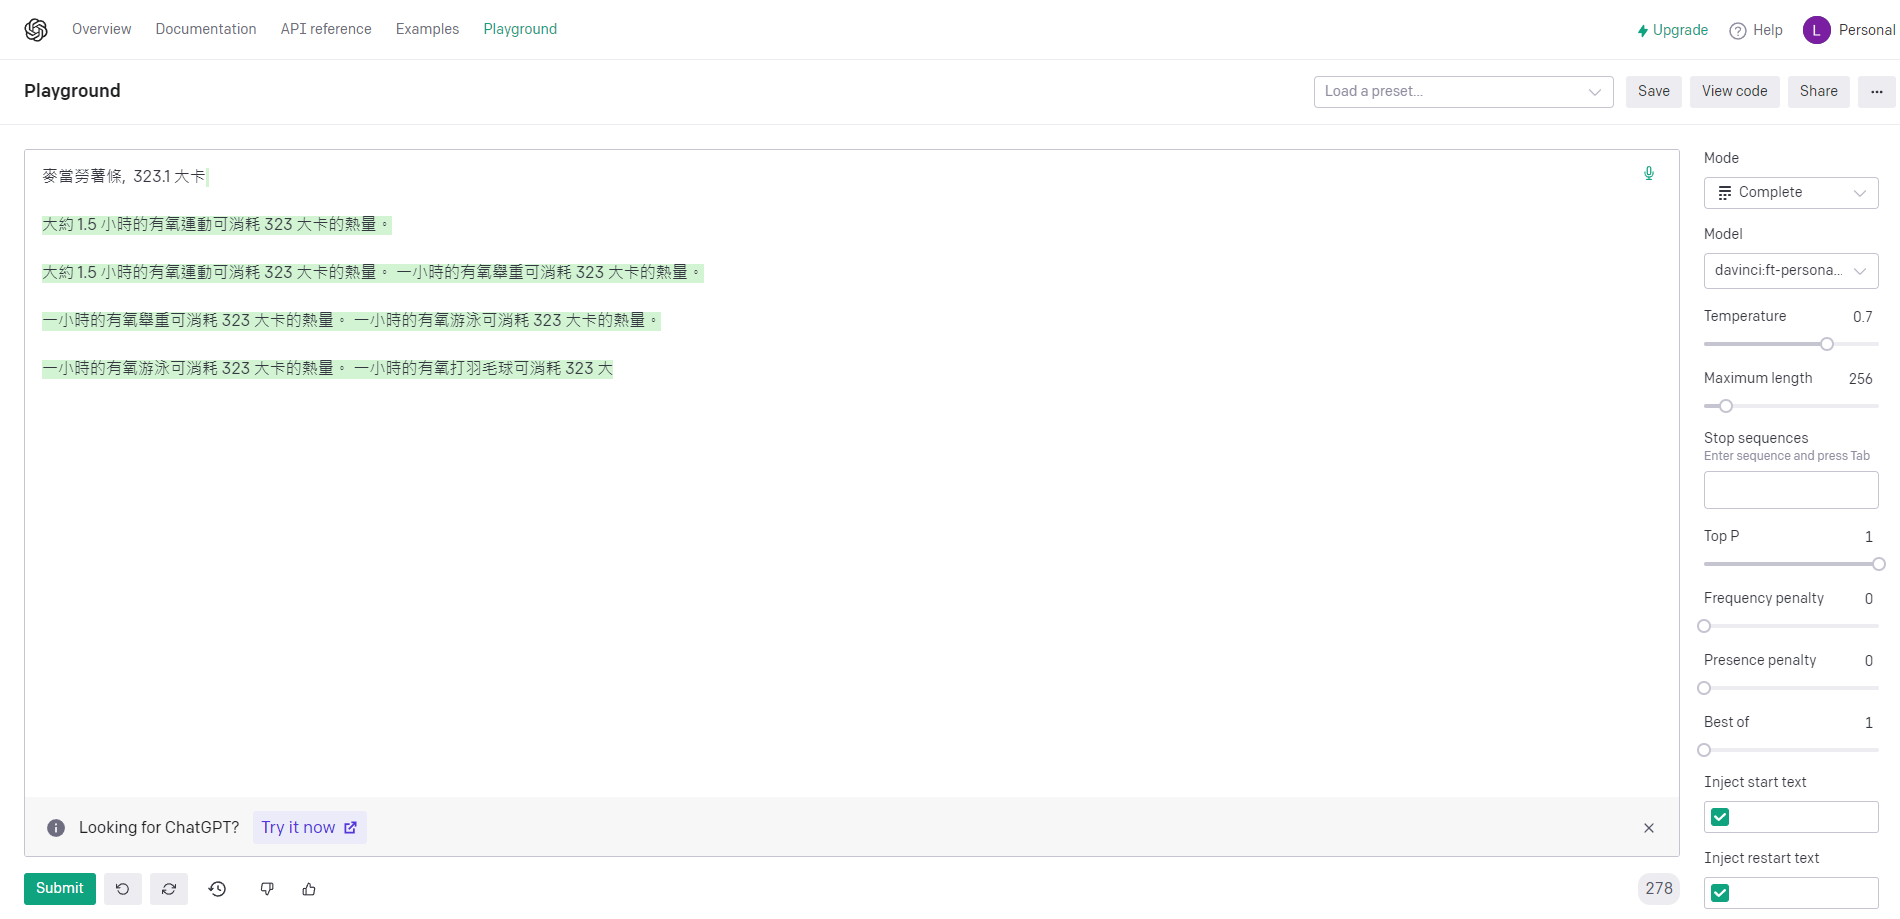 Overview Documentation API reference Examples Playground Upgrade Help L Personal
Playground Load a preset... Save View code Share ...
麥當勞薯條, 323.1 大卡
大約 1.5 小時的有氧運動可消耗 323 大卡的熱量。
大約 1.5 小時的有氧運動可消耗 323 大卡的熱量。 一小時的有氧舉重可消耗 323 大卡的熱量。
一小時的有氧舉重可消耗 323 大卡的熱量。 一小時的有氧游泳可消耗 323 大卡的熱量。
一小時的有氧游泳可消耗 323 大卡的熱量。 一小時的有氧打羽毛球可消耗 323 大
Looking for ChatGPT? Try it now
Submit 278
Mode
Complete
Model
davinci:ft-persona...
Temperature 0.7
Maximum length 256
Stop sequences
Enter sequence and press Tab
Top P 1
Frequency penalty 0
Presence penalty 0
Best of 1
Inject start text
Inject restart text